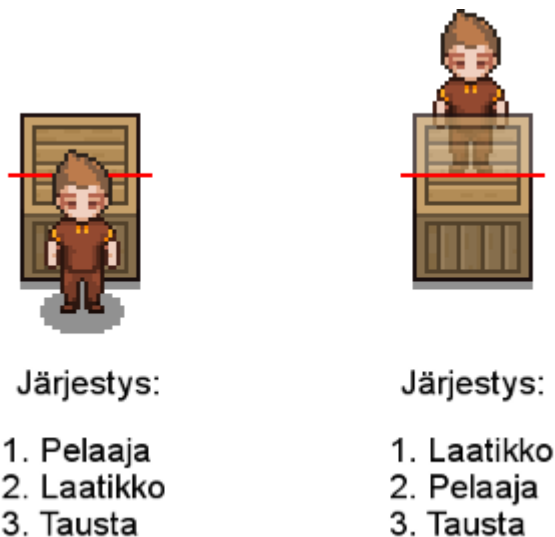 Järjestys:
1. Pelaaja
2. Laatikko
3. Tausta
Järjestys:
1. Laatikko
2. Pelaaja
3. Tausta